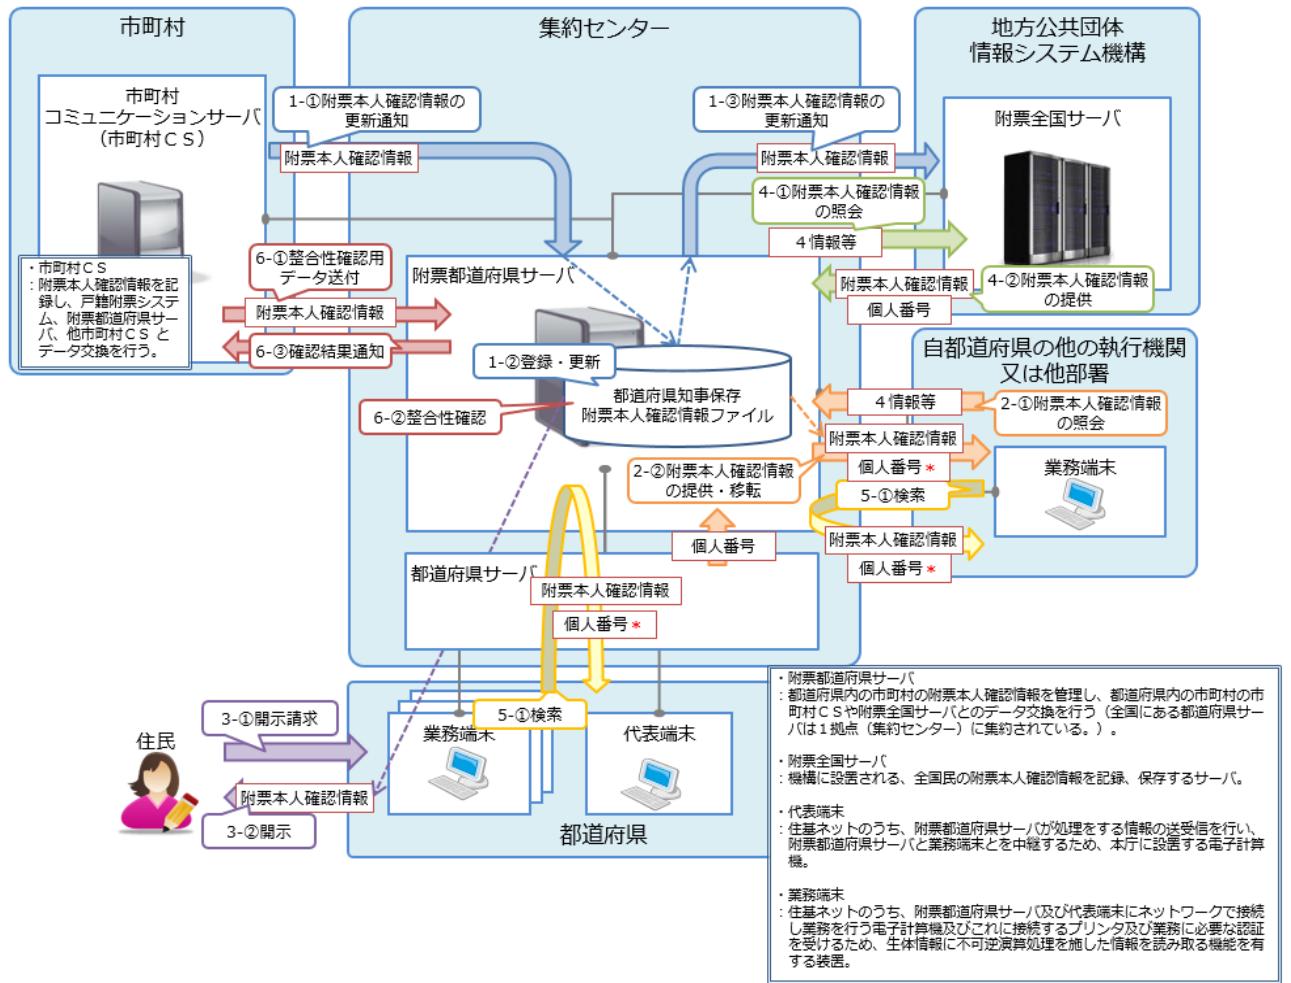 市町村
集約センター
地方公共団体
情報システム機構
市町村
コミュニケーションサーバ
（市町村ＣＳ）
1-①附票本人確認情報の
更新通知
附票本人確認情報
1-③附票本人確認情報の
更新通知
附票本人確認情報
附票全国サーバ
4-①附票本人確認情報
の照会
４情報等
附票本人確認情報
個人番号
4-②附票本人確認情報
の提供
・市町村ＣＳ
：附票本人確認情報を記
録し、戸籍附票システ
ム、附票都道府県サー
バ、他市町村ＣＳ と
データ交換を行う。
6-①整合性確認用
データ送付
附票本人確認情報
6-③確認結果通知
附票都道府県サーバ
1-②登録・更新
6-②整合性確認
都道府県知事保存
附票本人確認情報ファイル
自都道府県の他の執行機関
又は他部署
４情報等
2-①附票本人確認情報
の照会
附票本人確認情報
個人番号＊
2-②附票本人確認情報
の提供・移転
業務端末
5-①検索
附票本人確認情報
個人番号＊
個人番号
都道府県サーバ
附票本人確認情報
個人番号＊
5-①検索
業務端末
代表端末
都道府県
住民
3-①開示請求
附票本人確認情報
3-②開示
・附票都道府県サーバ
：都道府県内の市町村の附票本人確認情報を管理し、都道府県内の市町村の市
町村ＣＳや附票全国サーバとのデータ交換を行う（全国にある都道府県サー
バは１拠点（集約センター）に集約されている。）。
・附票全国サーバ
：機構に設置される、全国民の附票本人確認情報を記録、保存するサーバ。
・代表端末
：住基ネットのうち、附票都道府県サーバが処理をする情報の送受信を行い、
附票都道府県サーバと業務端末とを中継するため、本庁に設置する電子計算
機。
・業務端末
：住基ネットのうち、附票都道府県サーバ及び代表端末にネットワークで接続
し業務を行う電子計算機及びこれに接続するプリンタ及び業務に必要な認証
を受けるため、生体情報に不可逆演算処理を施した情報を読み取る機能を有
する装置。